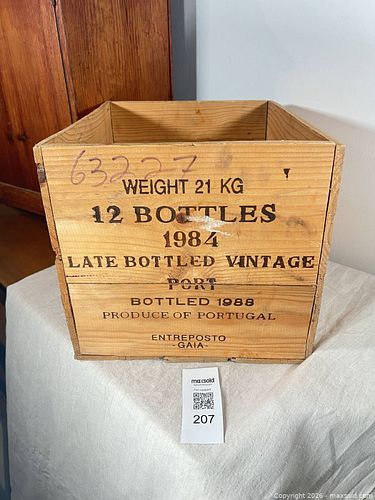 63227
WEIGHT 21 KG
12 BOTTLES
1984
LATE BOTTLED VINTAGE
PORT
BOTTLED 1988
PRODUCE OF PORTUGAL
ENTREPOSTO
-GAIA-
maxsold
207
Copyright 2026 - maxsold.com